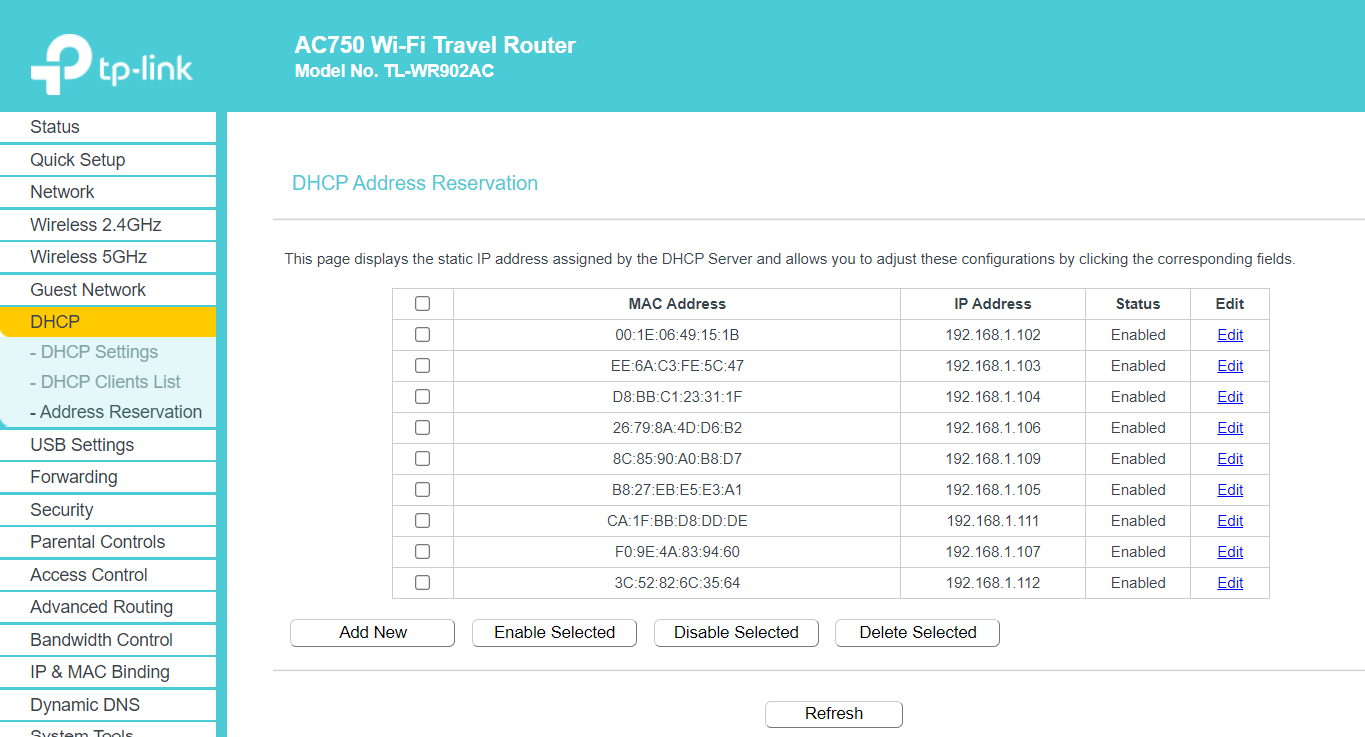 tp-link
AC750 Wi-Fi Travel Router
Model No. TL-WR902AC
Status
Quick Setup
Network
Wireless 2.4GHz
Wireless 5GHz
Guest Network
DHCP
- DHCP Settings
- DHCP Clients List
- Address Reservation
USB Settings
Forwarding
Security
Parental Controls
Access Control
Advanced Routing
Bandwidth Control
IP & MAC Binding
Dynamic DNS
System Tools
DHCP Address Reservation
This page displays the static IP address assigned by the DHCP Server and allows you to adjust these configurations by clicking the corresponding fields.
MAC Address IP Address Status Edit
00:1E:06:49:15:1B 192.168.1.102 Enabled Edit
EE:6A:C3:FE:5C:47 192.168.1.103 Enabled Edit
D8:BB:C1:23:31:1F 192.168.1.104 Enabled Edit
26:79:8A:4D:D6:B2 192.168.1.106 Enabled Edit
8C:85:90:A0:B8:D7 192.168.1.109 Enabled Edit
B8:27:EB:E5:E3:A1 192.168.1.105 Enabled Edit
CA:1F:BB:D8:DD:DE 192.168.1.111 Enabled Edit
F0:9E:4A:83:94:60 192.168.1.107 Enabled Edit
3C:52:82:6C:35:64 192.168.1.112 Enabled Edit
Add New Enable Selected Disable Selected Delete Selected
Refresh